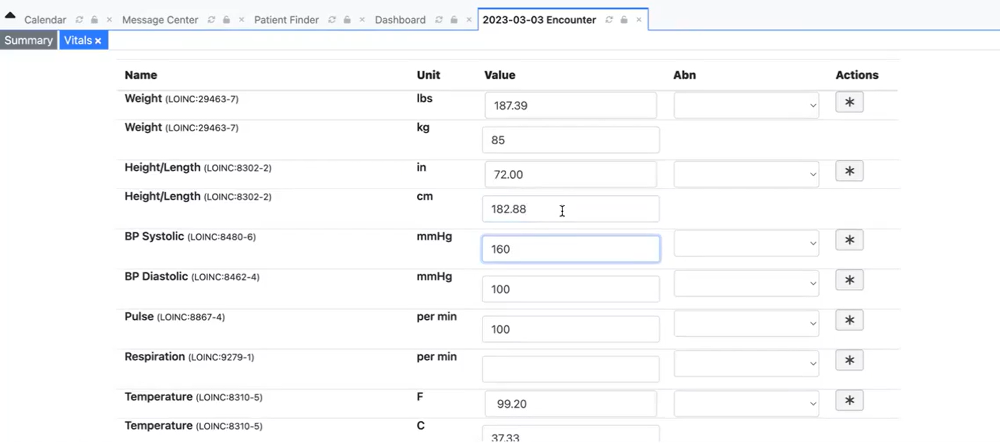 Calendar Message Center Patient Finder Dashboard 2023-03-03 Encounter
Summary Vitals ×
Name Unit Value Abn Actions
Weight (LOINC:29463-7) lbs 187.39
Weight (LOINC:29463-7) kg 85
Height/Length (LOINC:8302-2) in 72.00
Height/Length (LOINC:8302-2) cm 182.88
BP Systolic (LOINC:8480-6) mmHg 160
BP Diastolic (LOINC:8462-4) mmHg 100
Pulse (LOINC:8867-4) per min 100
Respiration (LOINC:9279-1) per min
Temperature (LOINC:8310-5) F 99.20
Temperature (LOINC:8310-5) C 37.33